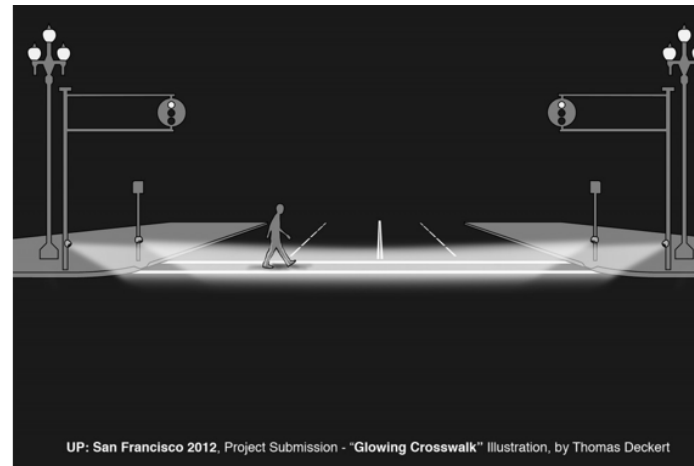 UP: San Francisco 2012, Project Submission - "Glowing Crosswalk" Illustration, by Thomas Deckert